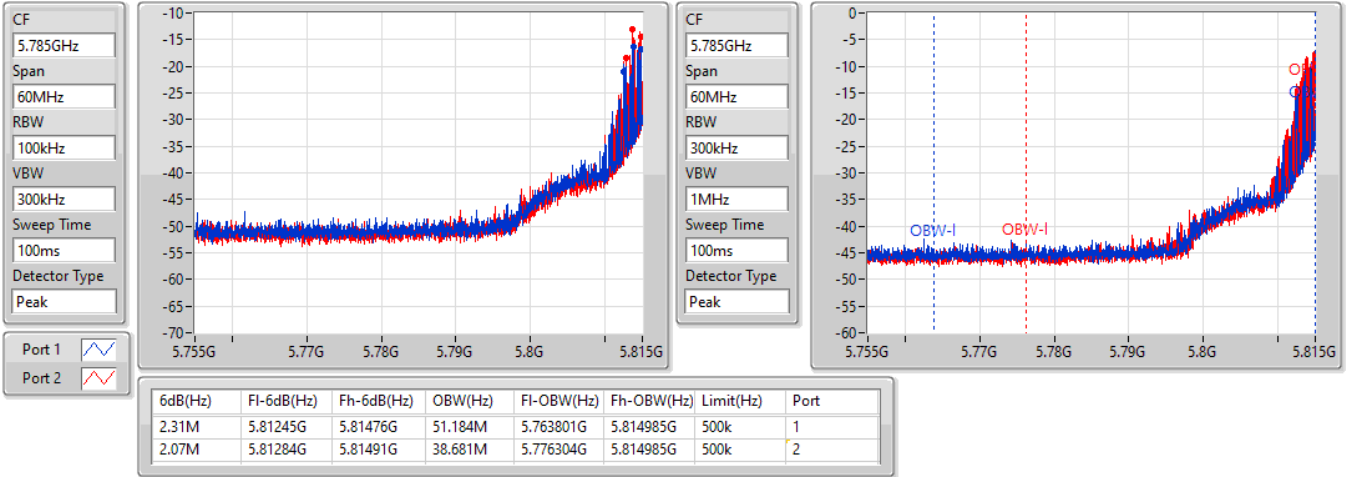 CF
5.785GHz
Span
60MHz
RBW
100kHz
VBW
300kHz
Sweep Time
100ms
Detector Type
Peak
Port 1
Port 2
-10
-15
-20
-25
-30
-35
-40
-45
-50
-55
-60
-65
-70
5.755G 5.77G 5.78G 5.79G 5.8G 5.815G
CF
5.785GHz
Span
60MHz
RBW
300kHz
VBW
1MHz
Sweep Time
100ms
Detector Type
Peak
0
-5
-10
-15
-20
-25
-30
-35
-40
-45
-50
-55
-60
OBW-l OBW-l
5.755G 5.77G 5.78G 5.79G 5.8G 5.815G
6dB(Hz) Fl-6dB(Hz) Fh-6dB(Hz) OBW(Hz) Fl-OBW(Hz) Fh-OBW(Hz) Limit(Hz) Port
2.31M 5.81245G 5.81476G 51.184M 5.763801G 5.814985G 500k 1
2.07M 5.81284G 5.81491G 38.681M 5.776304G 5.814985G 500k 2